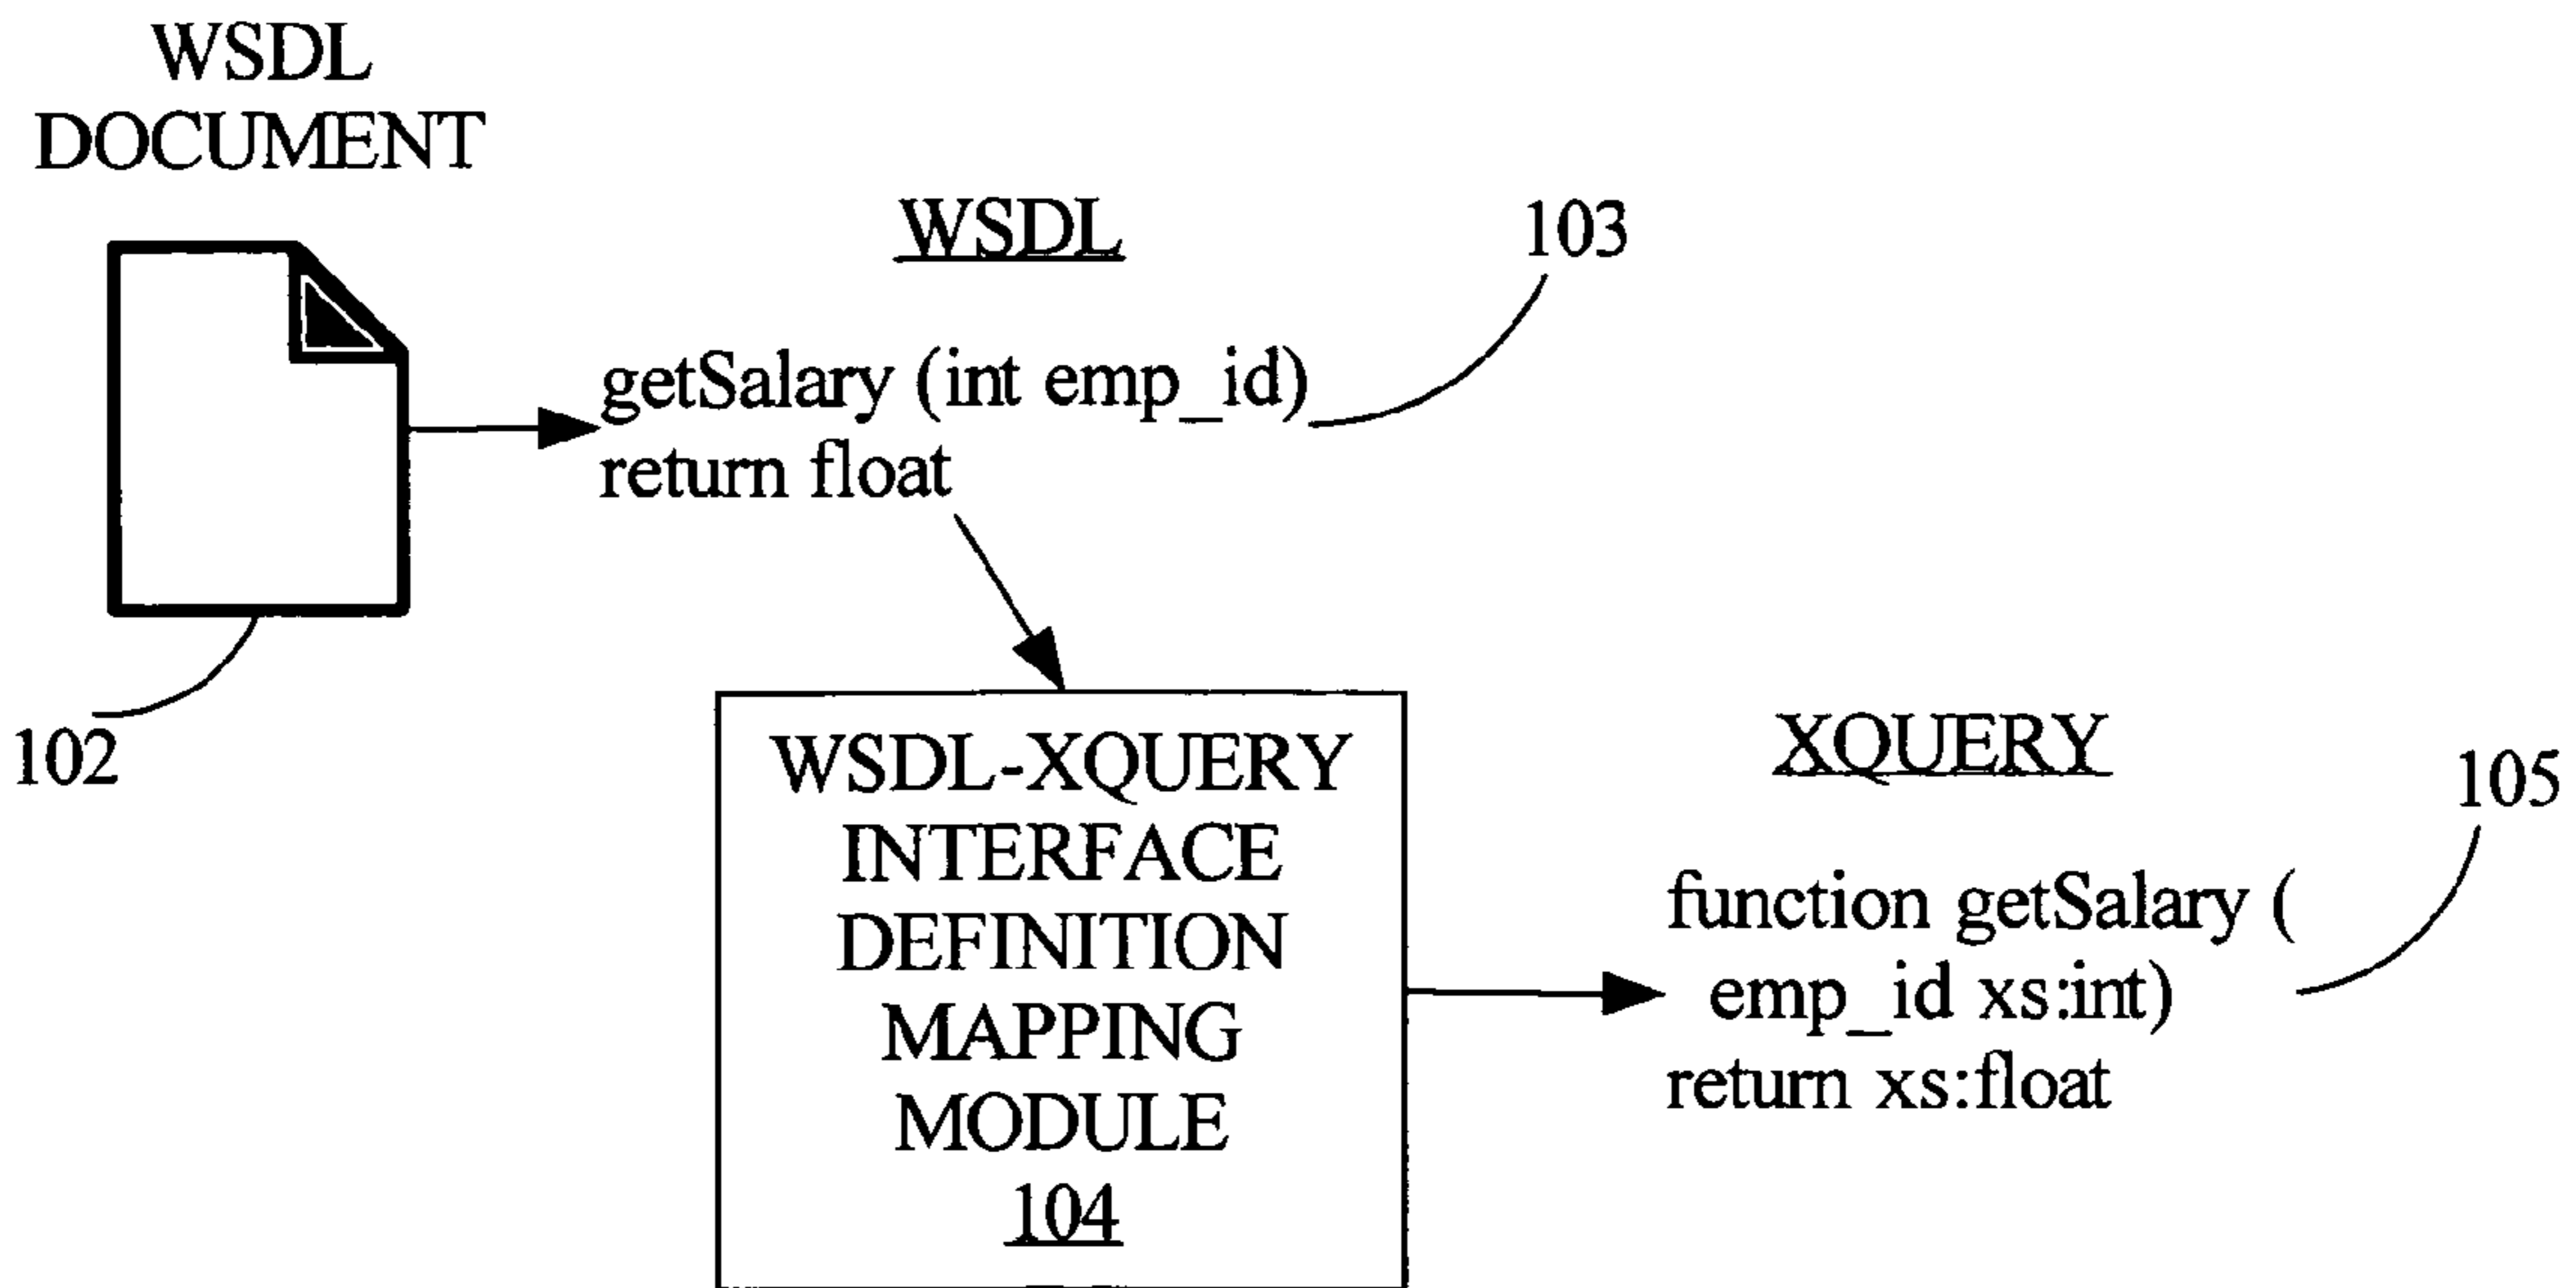 WSDL
DOCUMENT
WSDL
103
getSalary (int emp_id)
return float
102
WSDL-XQUERY
INTERFACE
DEFINITION
MAPPING
MODULE
104
XQUERY
105
function getSalary (
emp_id xs:int)
return xs:float